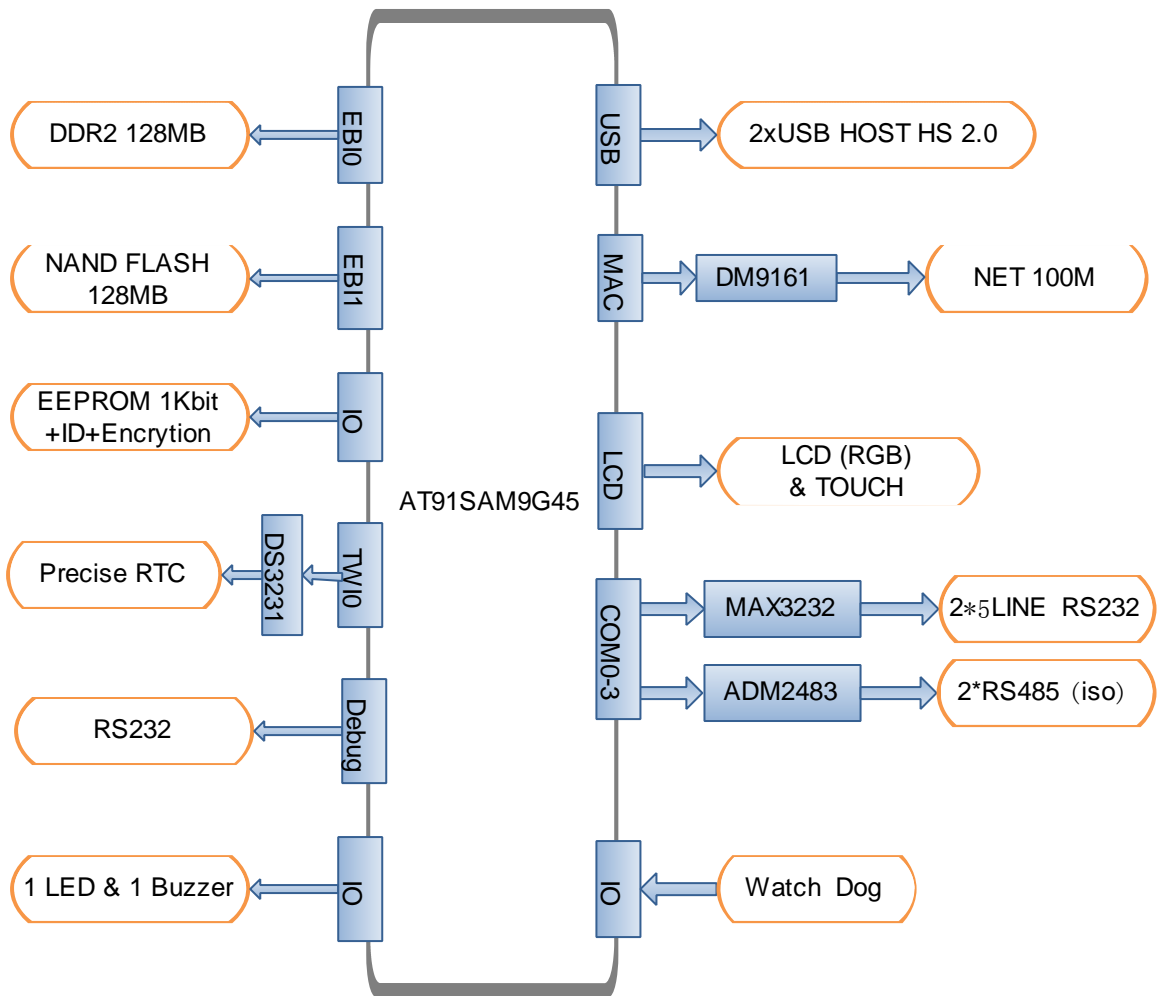 DDR2 128MB
EBI0
USB
2xUSB HOST HS 2.0
NAND FLASH
128MB
EBI1
MAC
DM9161
NET 100M
EEPROM 1Kbit
+ID+Encrytion
IO
AT91SAM9G45
LCD
LCD (RGB)
& TOUCH
Precise RTC
DS3231
TWI0
COM0-3
MAX3232
2*5LINE RS232
ADM2483
2*RS485 (iso)
RS232
Debug
1 LED & 1 Buzzer
IO
IO
Watch Dog